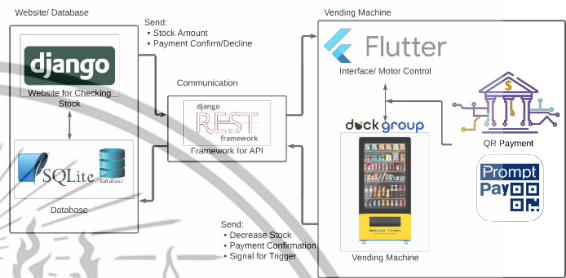 Website/ Database
Send:
• Stock Amount
• Payment Confirm/Decline
Vending Machine
django
Website for Checking
Stock
Communication
django
REST
framework
Framework for API
Flutter
Interface/ Motor Control
duckgroup
QR Payment
SQLite
Database
Prompt
Pay
Send:
• Decrease Stock
• Payment Confirmation
• Signal for Trigger
Vending Machine